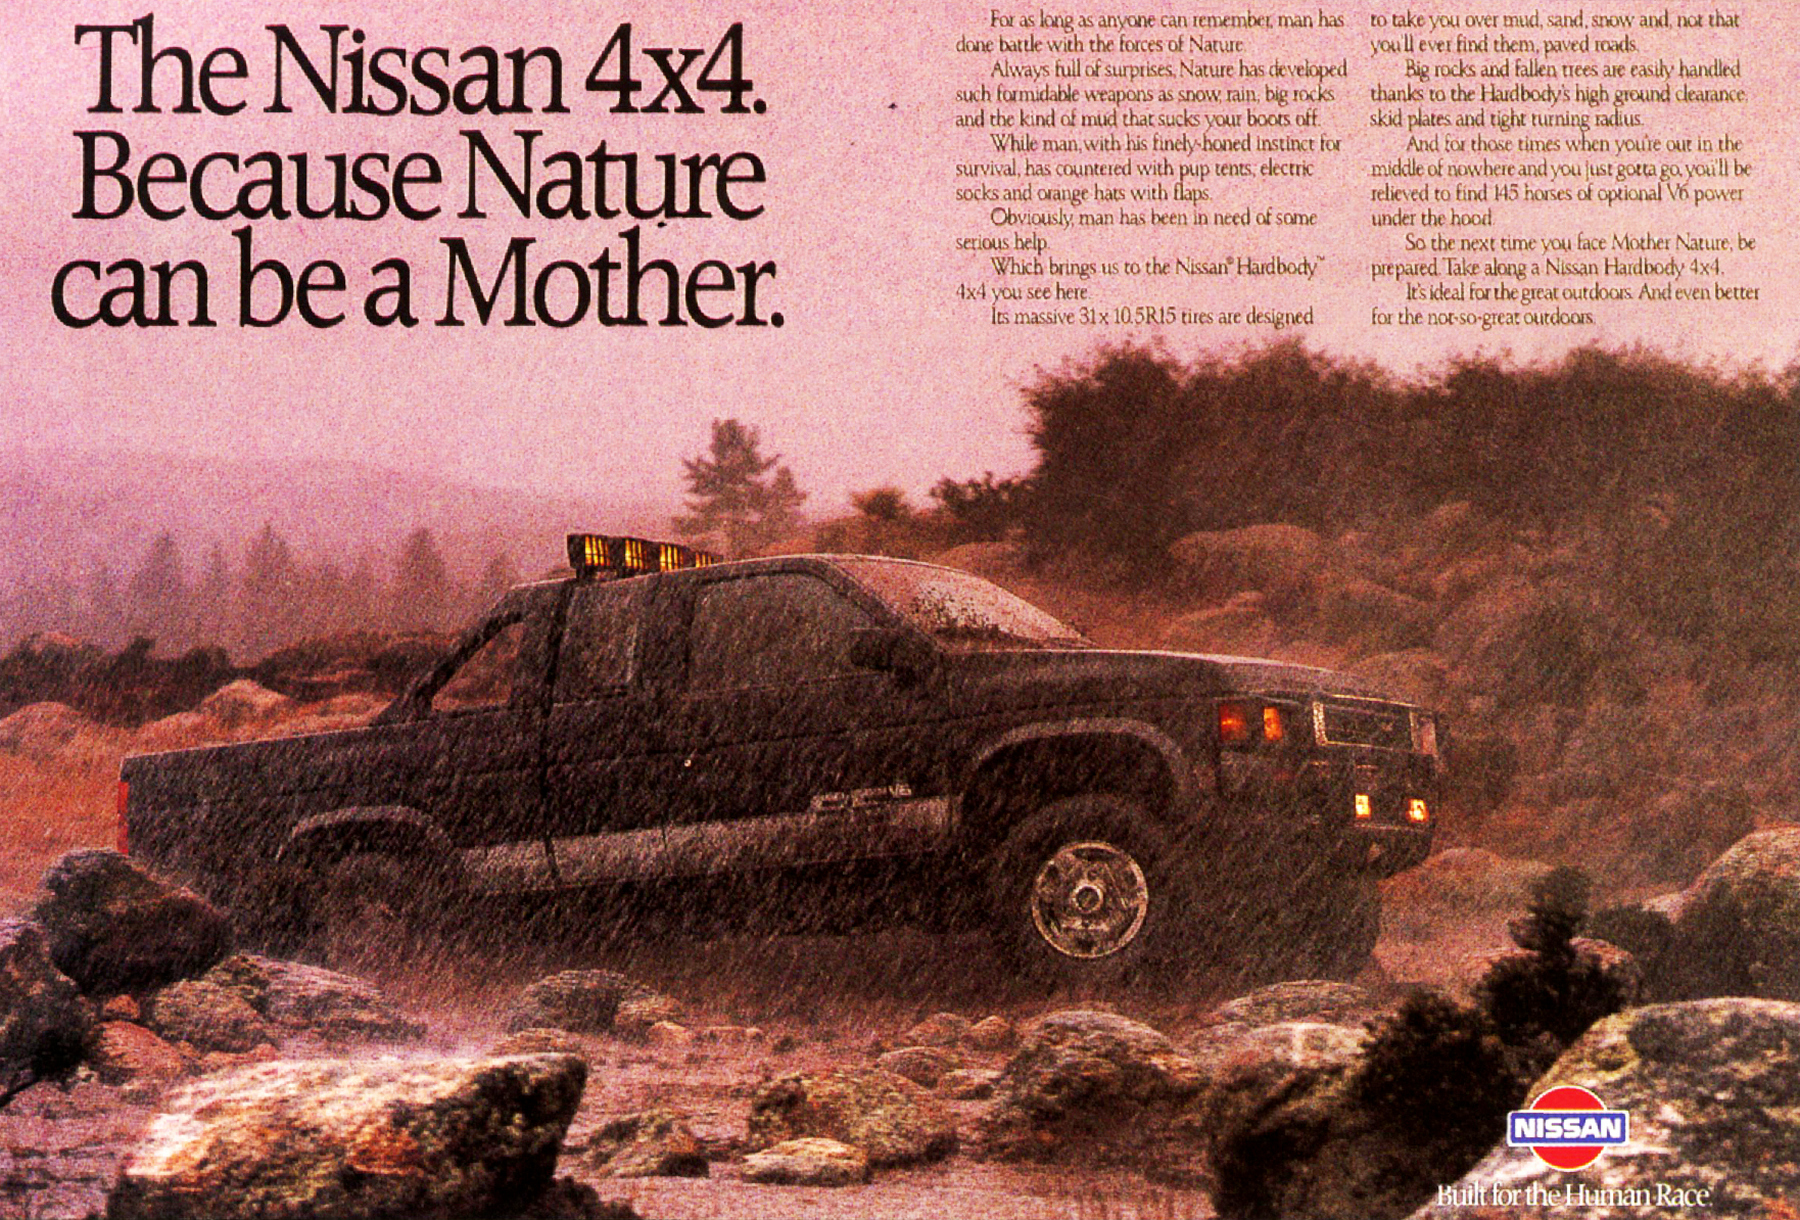 The Nissan 4x4.
Because Nature
can be a Mother.
For as long as anyone can remember, man has
done battle with the forces of Nature.
Always full of surprises, Nature has developed
such formidable weapons as snow, rain, big rocks
and the kind of mud that sucks your boots off.
While man, with his finely-honed instinct for
survival, has countered with pup tents, electric
socks and orange hats with flaps.
Obviously, man has been in need of some
serious help.
Which brings us to the Nissan® Hardbody™
4x4 you see here.
Its massive 31x 10.5R15 tires are designed
to take you over mud, sand, snow and, not that
you'll ever find them, paved roads.
Big rocks and fallen trees are easily handled
thanks to the Hardbody's high ground clearance,
skid plates and tight turning radius.
And for those times when you're out in the
middle of nowhere and you just gotta go, you'll be
relieved to find 145 horses of optional V6 power
under the hood.
So the next time you face Mother Nature, be
prepared. Take along a Nissan Hardbody 4x4.
It's ideal for the great outdoors. And even better
for the not-so-great outdoors.
NISSAN
Built for the Human Race.